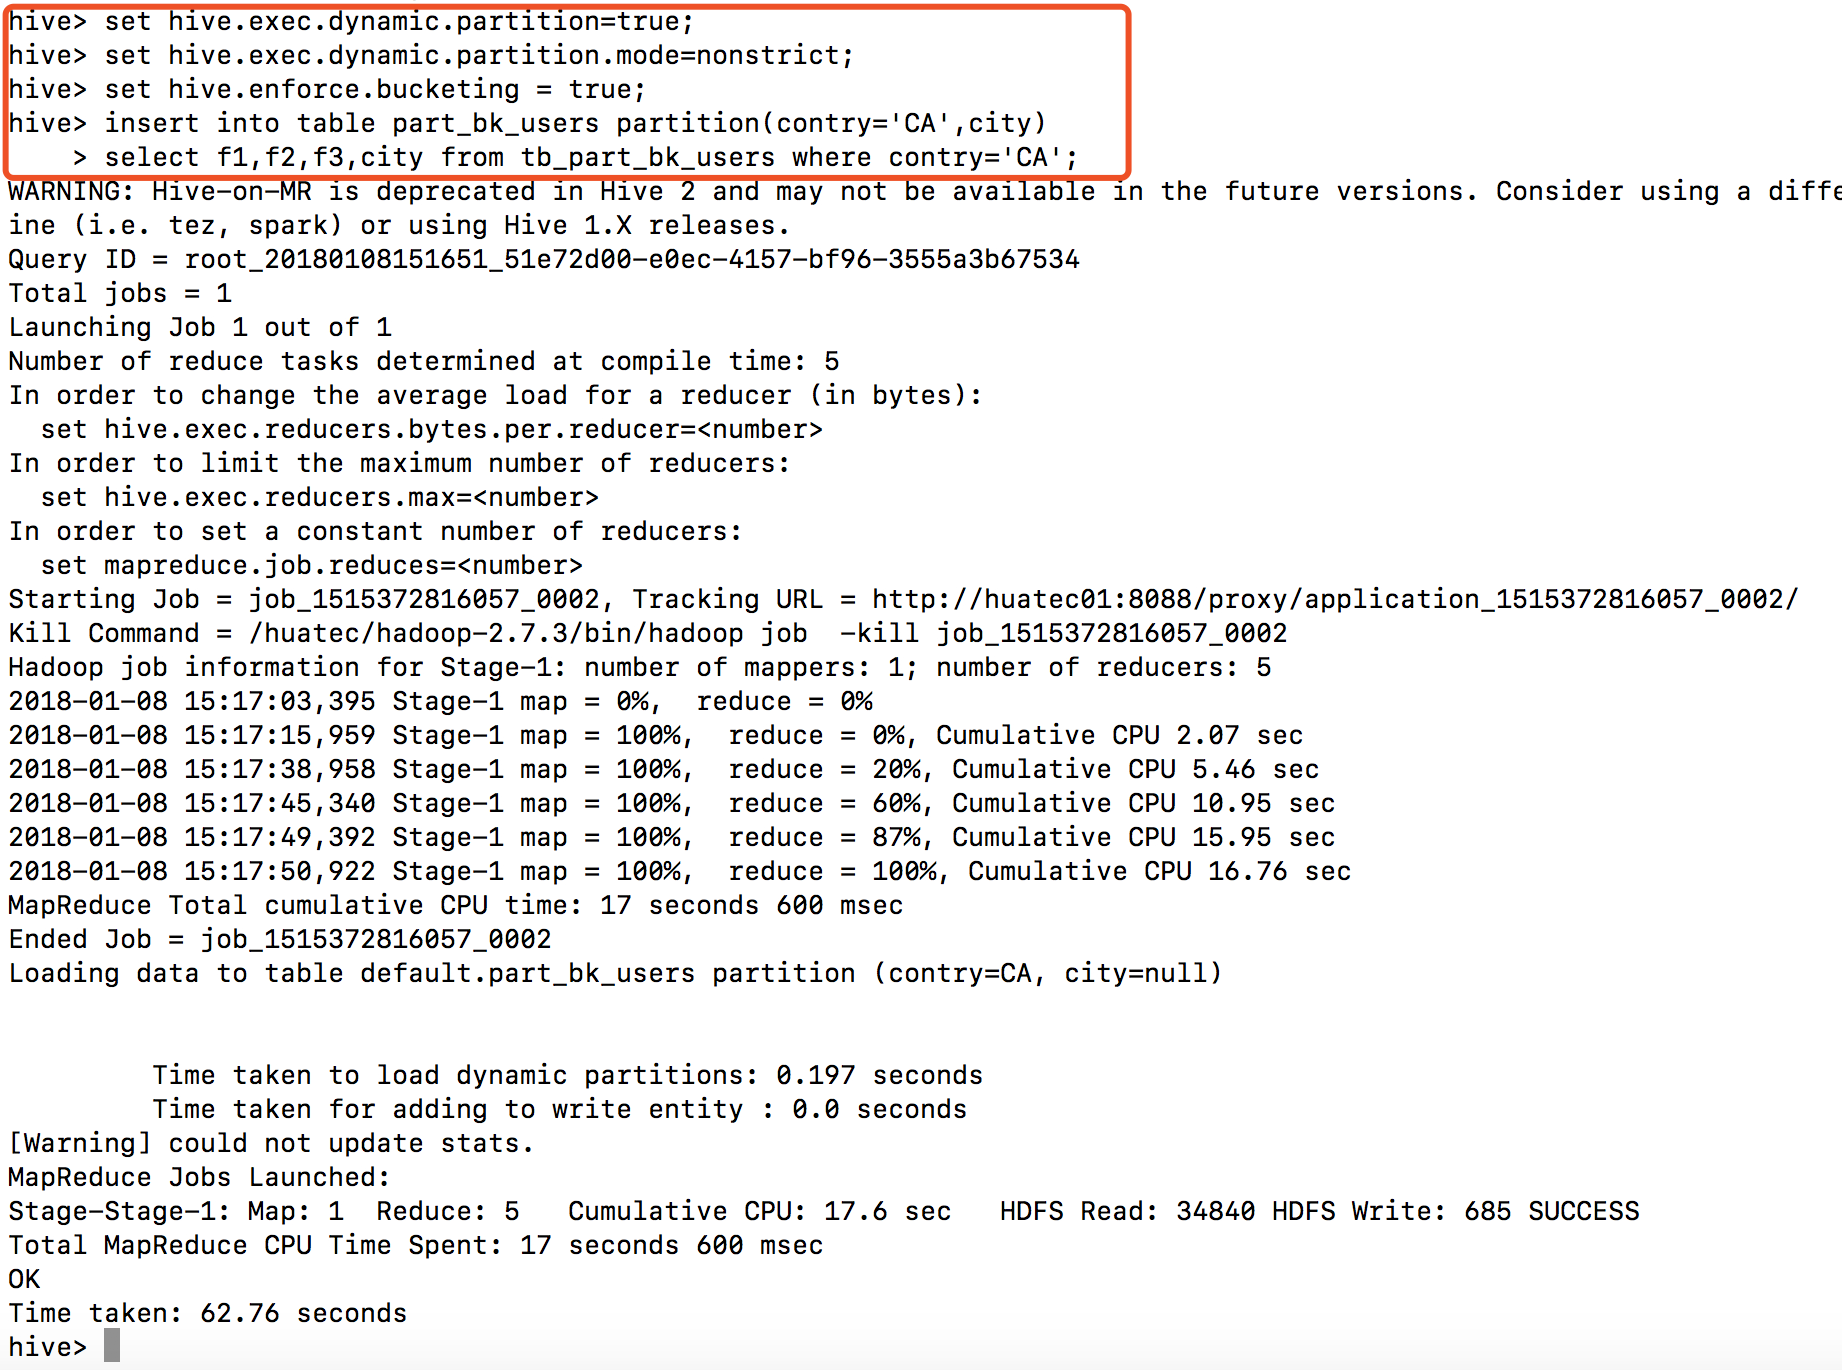 hive> set hive.exec.dynamic.partition=true;
hive> set hive.exec.dynamic.partition.mode=nonstrict;
hive> set hive.enforce.bucketing = true;
hive> insert into table part_bk_users partition(contry='CA',city)
    > select f1,f2,f3,city from tb_part_bk_users where contry='CA';
WARNING: Hive-on-MR is deprecated in Hive 2 and may not be available in the future versions. Consider using a diffe
ine (i.e. tez, spark) or using Hive 1.X releases.
Query ID = root_20180108151651_51e72d00-e0ec-4157-bf96-3555a3b67534
Total jobs = 1
Launching Job 1 out of 1
Number of reduce tasks determined at compile time: 5
In order to change the average load for a reducer (in bytes):
  set hive.exec.reducers.bytes.per.reducer=<number>
In order to limit the maximum number of reducers:
  set hive.exec.reducers.max=<number>
In order to set a constant number of reducers:
  set mapreduce.job.reduces=<number>
Starting Job = job_1515372816057_0002, Tracking URL = http://huatec01:8088/proxy/application_1515372816057_0002/
Kill Command = /huatec/hadoop-2.7.3/bin/hadoop job  -kill job_1515372816057_0002
Hadoop job information for Stage-1: number of mappers: 1; number of reducers: 5
2018-01-08 15:17:03,395 Stage-1 map = 0%,  reduce = 0%
2018-01-08 15:17:15,959 Stage-1 map = 100%,  reduce = 0%, Cumulative CPU 2.07 sec
2018-01-08 15:17:38,958 Stage-1 map = 100%,  reduce = 20%, Cumulative CPU 5.46 sec
2018-01-08 15:17:45,340 Stage-1 map = 100%,  reduce = 60%, Cumulative CPU 10.95 sec
2018-01-08 15:17:49,392 Stage-1 map = 100%,  reduce = 87%, Cumulative CPU 15.95 sec
2018-01-08 15:17:50,922 Stage-1 map = 100%,  reduce = 100%, Cumulative CPU 16.76 sec
MapReduce Total cumulative CPU time: 17 seconds 600 msec
Ended Job = job_1515372816057_0002
Loading data to table default.part_bk_users partition (contry=CA, city=null)
         Time taken to load dynamic partitions: 0.197 seconds
         Time taken for adding to write entity : 0.0 seconds
[Warning] could not update stats.
MapReduce Jobs Launched:
Stage-Stage-1: Map: 1  Reduce: 5   Cumulative CPU: 17.6 sec   HDFS Read: 34840 HDFS Write: 685 SUCCESS
Total MapReduce CPU Time Spent: 17 seconds 600 msec
OK
Time taken: 62.76 seconds
hive>